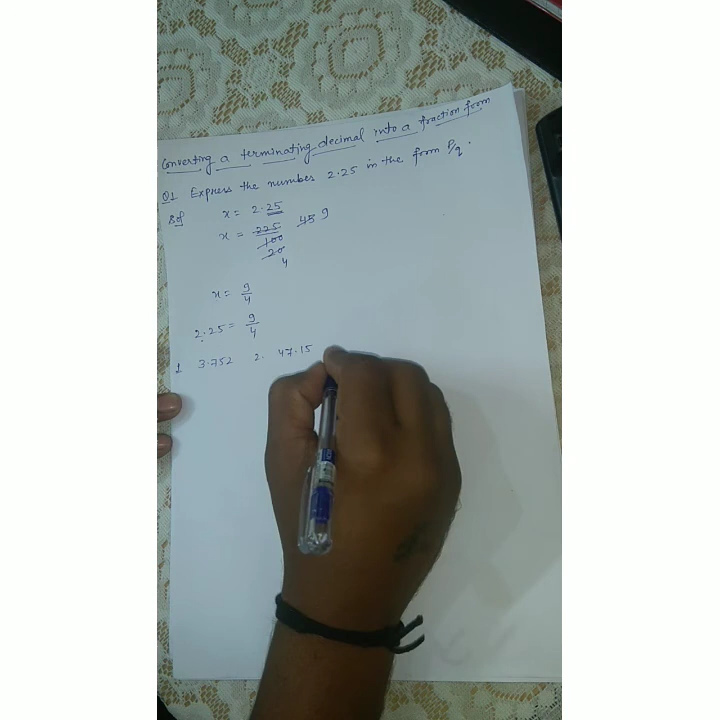 Converting a terminating decimal into a fraction form
Q1 Express the number 2.25 in the form P/q.
Sol x = 2.25
x = 225 45 9
100
20
4
x = 9/4
2.25 = 9/4
1 3.752 2. 47.15